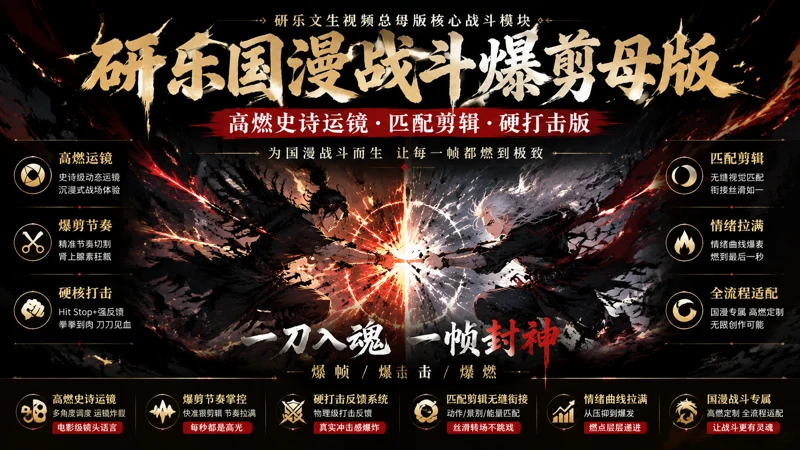 研乐文生视频总母版核心战斗模块
研乐国漫战斗爆剪母版
高燃史诗运镜·匹配剪辑·硬打击版
为国漫战斗而生 让每一帧都燃到极致
高燃运镜
史诗级动态运镜
沉浸式战场体验
爆剪节奏
精准节奏切割
肾上腺素狂飙
硬核打击
Hit Stop+强反馈
拳拳到肉 刀刀见血
匹配剪辑
无缝视觉匹配
衔接丝滑如一
情绪拉满
情绪曲线爆表
燃到最后一秒
全流程适配
国漫专属 高燃定制
无限创作可能
一刀入魂 一帧封神
爆帧 / 爆击击 / 爆燃
高燃史诗运镜
多角度调度 运镜炸裂
电影级镜头语言
爆剪节奏掌控
快准狠剪辑 节奏拉满
每秒都是高光
硬打击反馈系统
物理级打击反馈
真实冲击感爆炸
匹配剪辑无缝衔接
动作/景别/能量匹配
丝滑转场不跳戏
情绪曲线拉满
从压抑到爆发
燃点层层递进
国漫战斗专属
高燃定制 全流程适配
让战斗更有灵魂